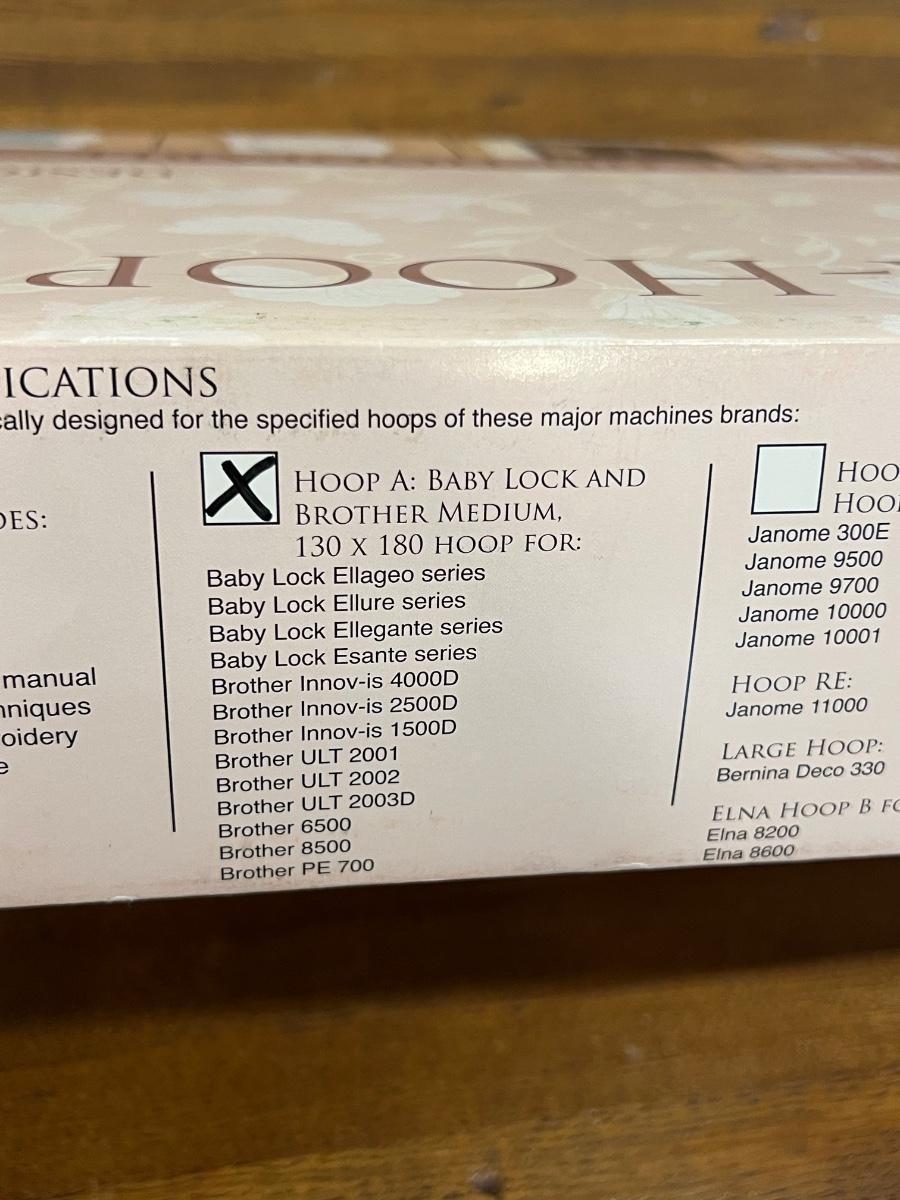 -HOOP
ICATIONS
cally designed for the specified hoops of these major machines brands:
DES:
manual
nniques
oidery
e
HOOP A: BABY LOCK AND
BROTHER MEDIUM,
130 X 180 HOOP FOR:
Baby Lock Ellageo series
Baby Lock Ellure series
Baby Lock Ellegante series
Baby Lock Esante series
Brother Innov-is 4000D
Brother Innov-is 2500D
Brother Innov-is 1500D
Brother ULT 2001
Brother ULT 2002
Brother ULT 2003D
Brother 6500
Brother 8500
Brother PE 700
HOO
HOO
Janome 300E
Janome 9500
Janome 9700
Janome 10000
Janome 10001
HOOP RE:
Janome 11000
LARGE HOOP:
Bernina Deco 330
ELNA HOOP B FO
Elna 8200
Elna 8600